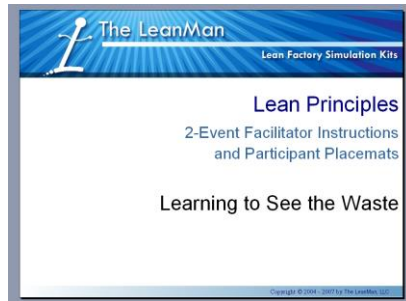 The LeanMan
Lean Factory Simulation Kits
Lean Principles
2-Event Facilitator Instructions
and Participant Placemats
Learning to See the Waste
Copyright © 2004 - 2007 by The LeanMan, LLC